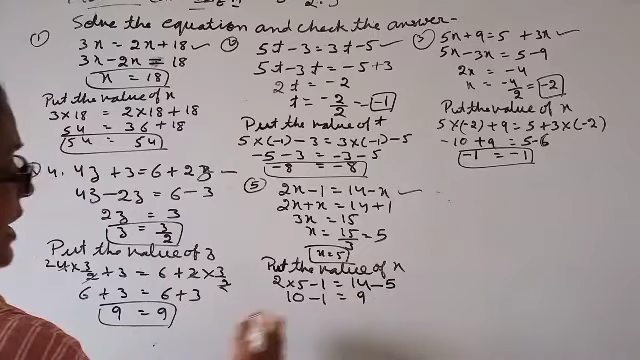 Solve the equation and check the answer-
①
3x = 2x+18
3x-2x = 18
x = 18
Put the value of x
3×18 = 2×18+18
54 = 36+18
54 = 54
②
5t-3=3t-5
5t-3t=-5+3
2t=-2
t=-2/2=-1
Put the value of t
5×(-1)-3=3×(-1)-5
-5-3=-3-5
-8=-8
③
5x+9=5+3x
5x-3x=5-9
2x=-4
x=-4/2=-2
Put the value of x
5×(-2)+9=5+3×(-2)
-10+9=5-6
-1=-1
4. 4z+3=6+2z
4z-2z=6-3
2z=3
z=3/2
Put the value of z
4×3/2+3=6+2×3/2
6+3=6+3
9=9
⑤
2x-1=14-x
2x+x=14+1
3x=15
x=15/3=5
x=5
Put the value of x
2×5-1=14-5
10-1=9